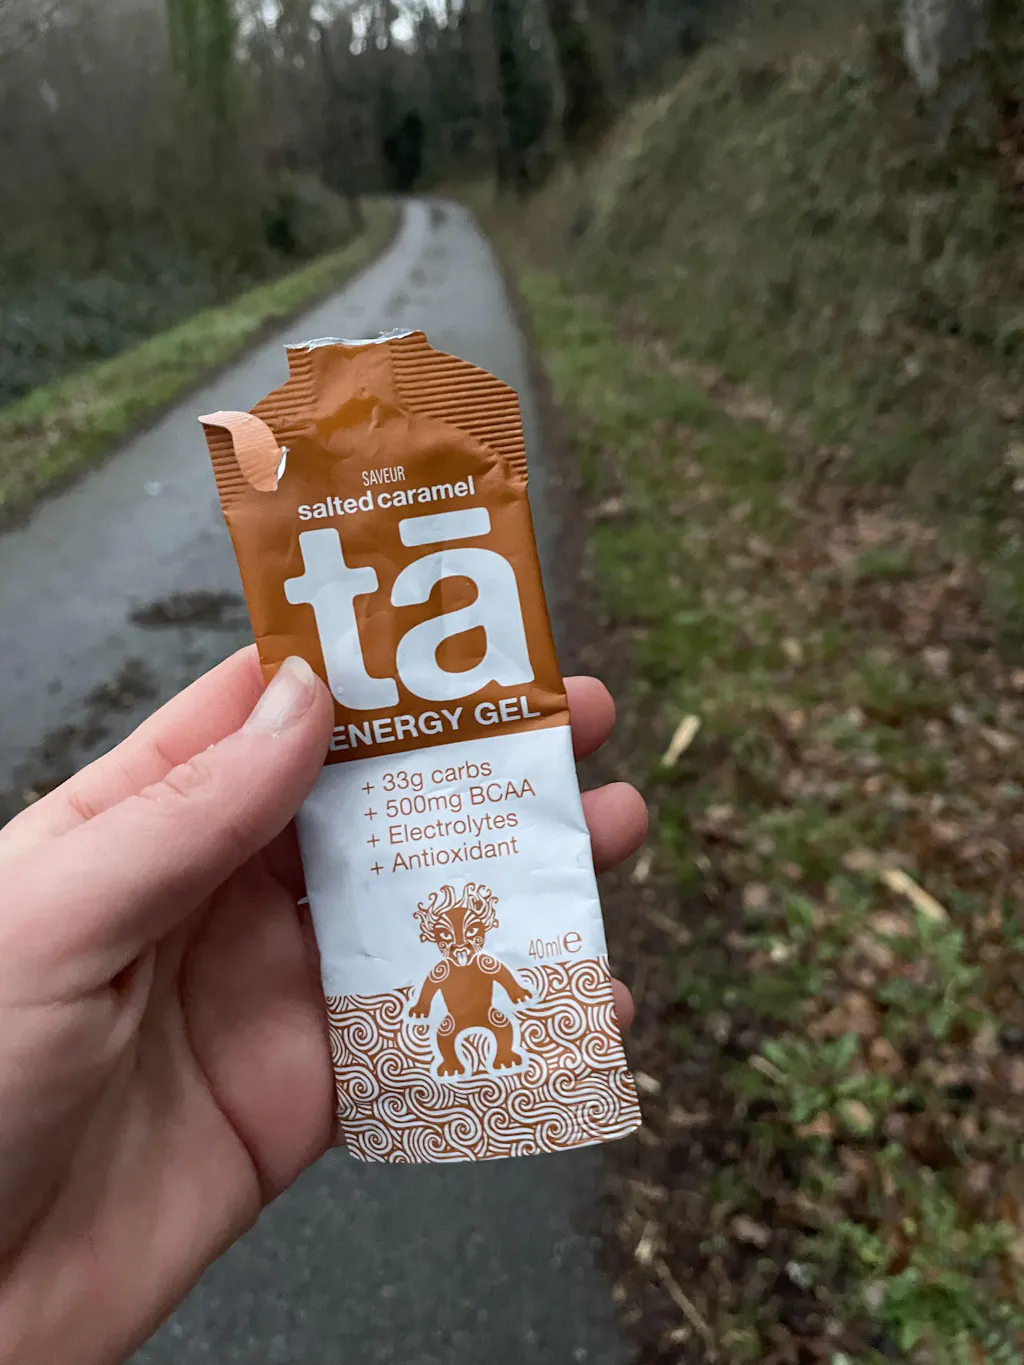 SAVEUR
salted caramel
tā
ENERGY GEL
+ 33g carbs
+ 500mg BCAA
+ Electrolytes
+ Antioxidant
40ml e